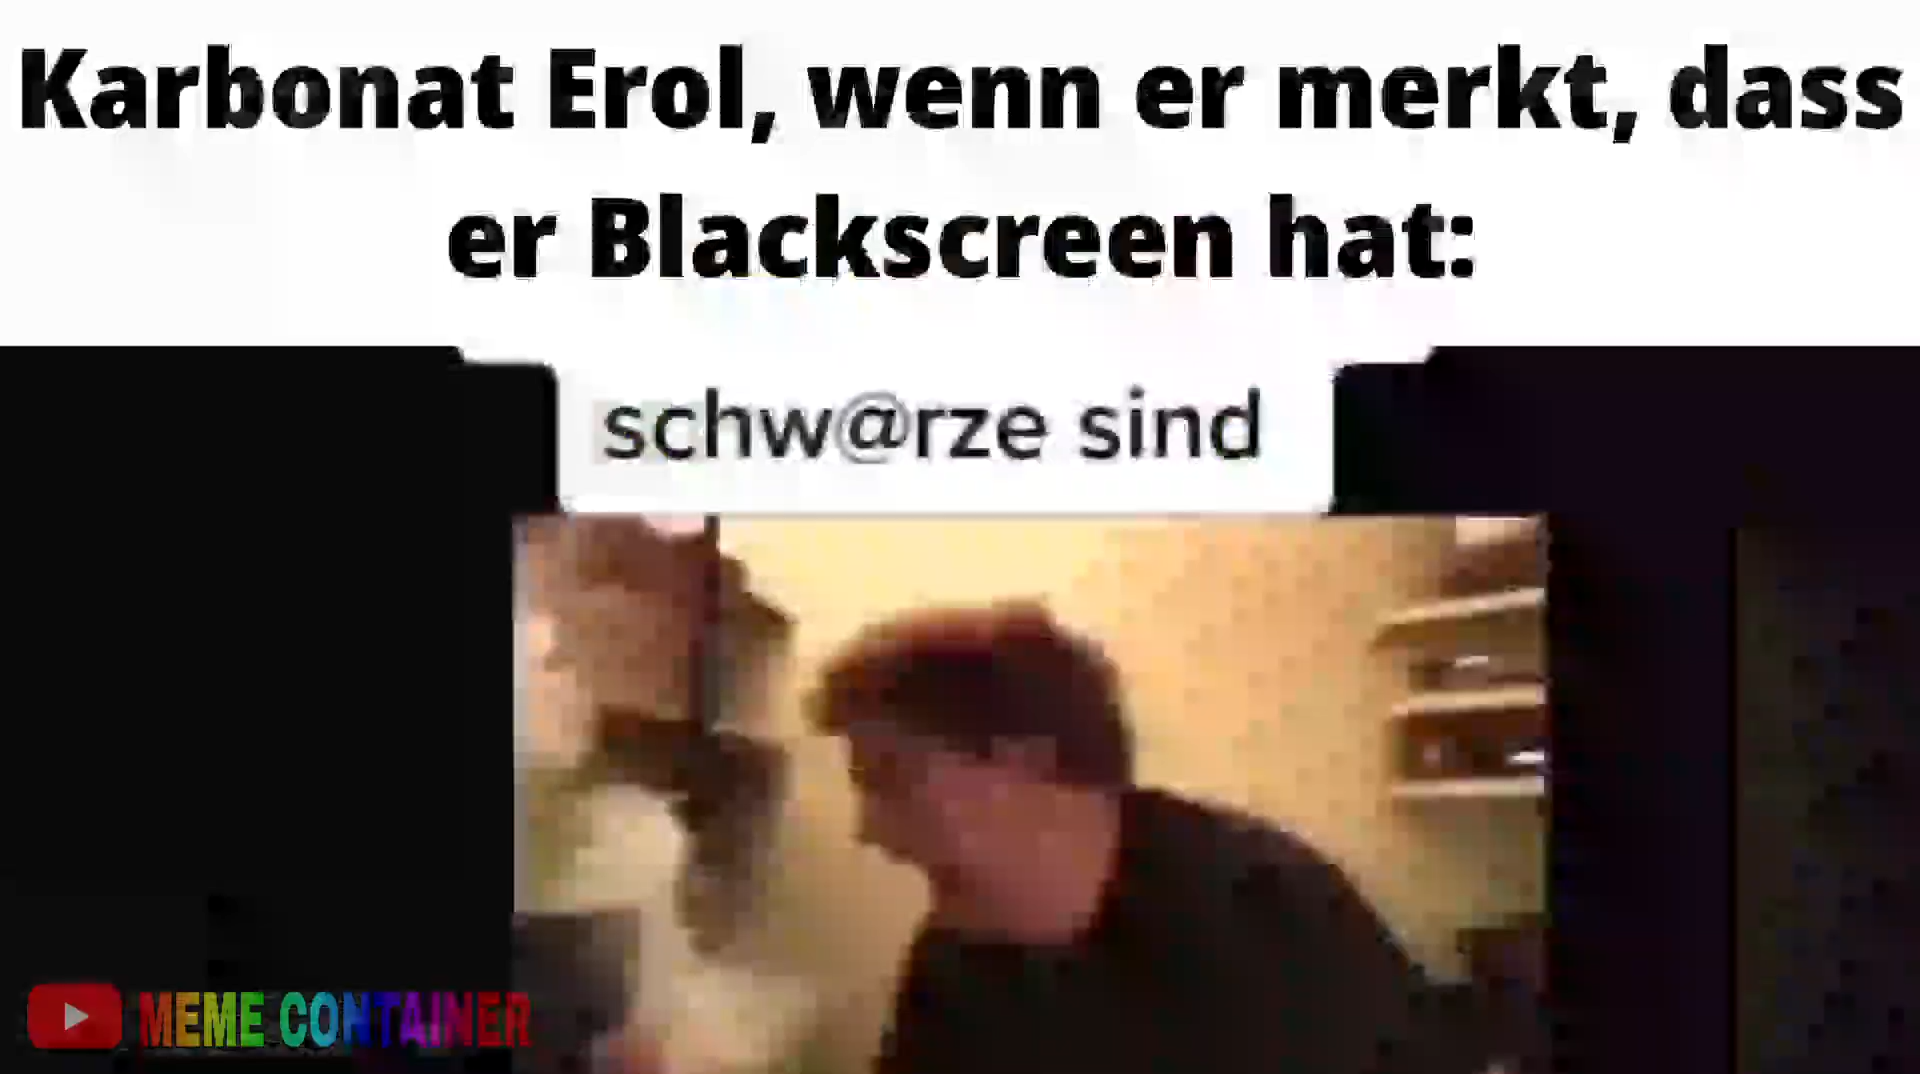 Karbonat Erol, wenn er merkt, dass
er Blackscreen hat:
schw@rze sind
MEME CONTAINER